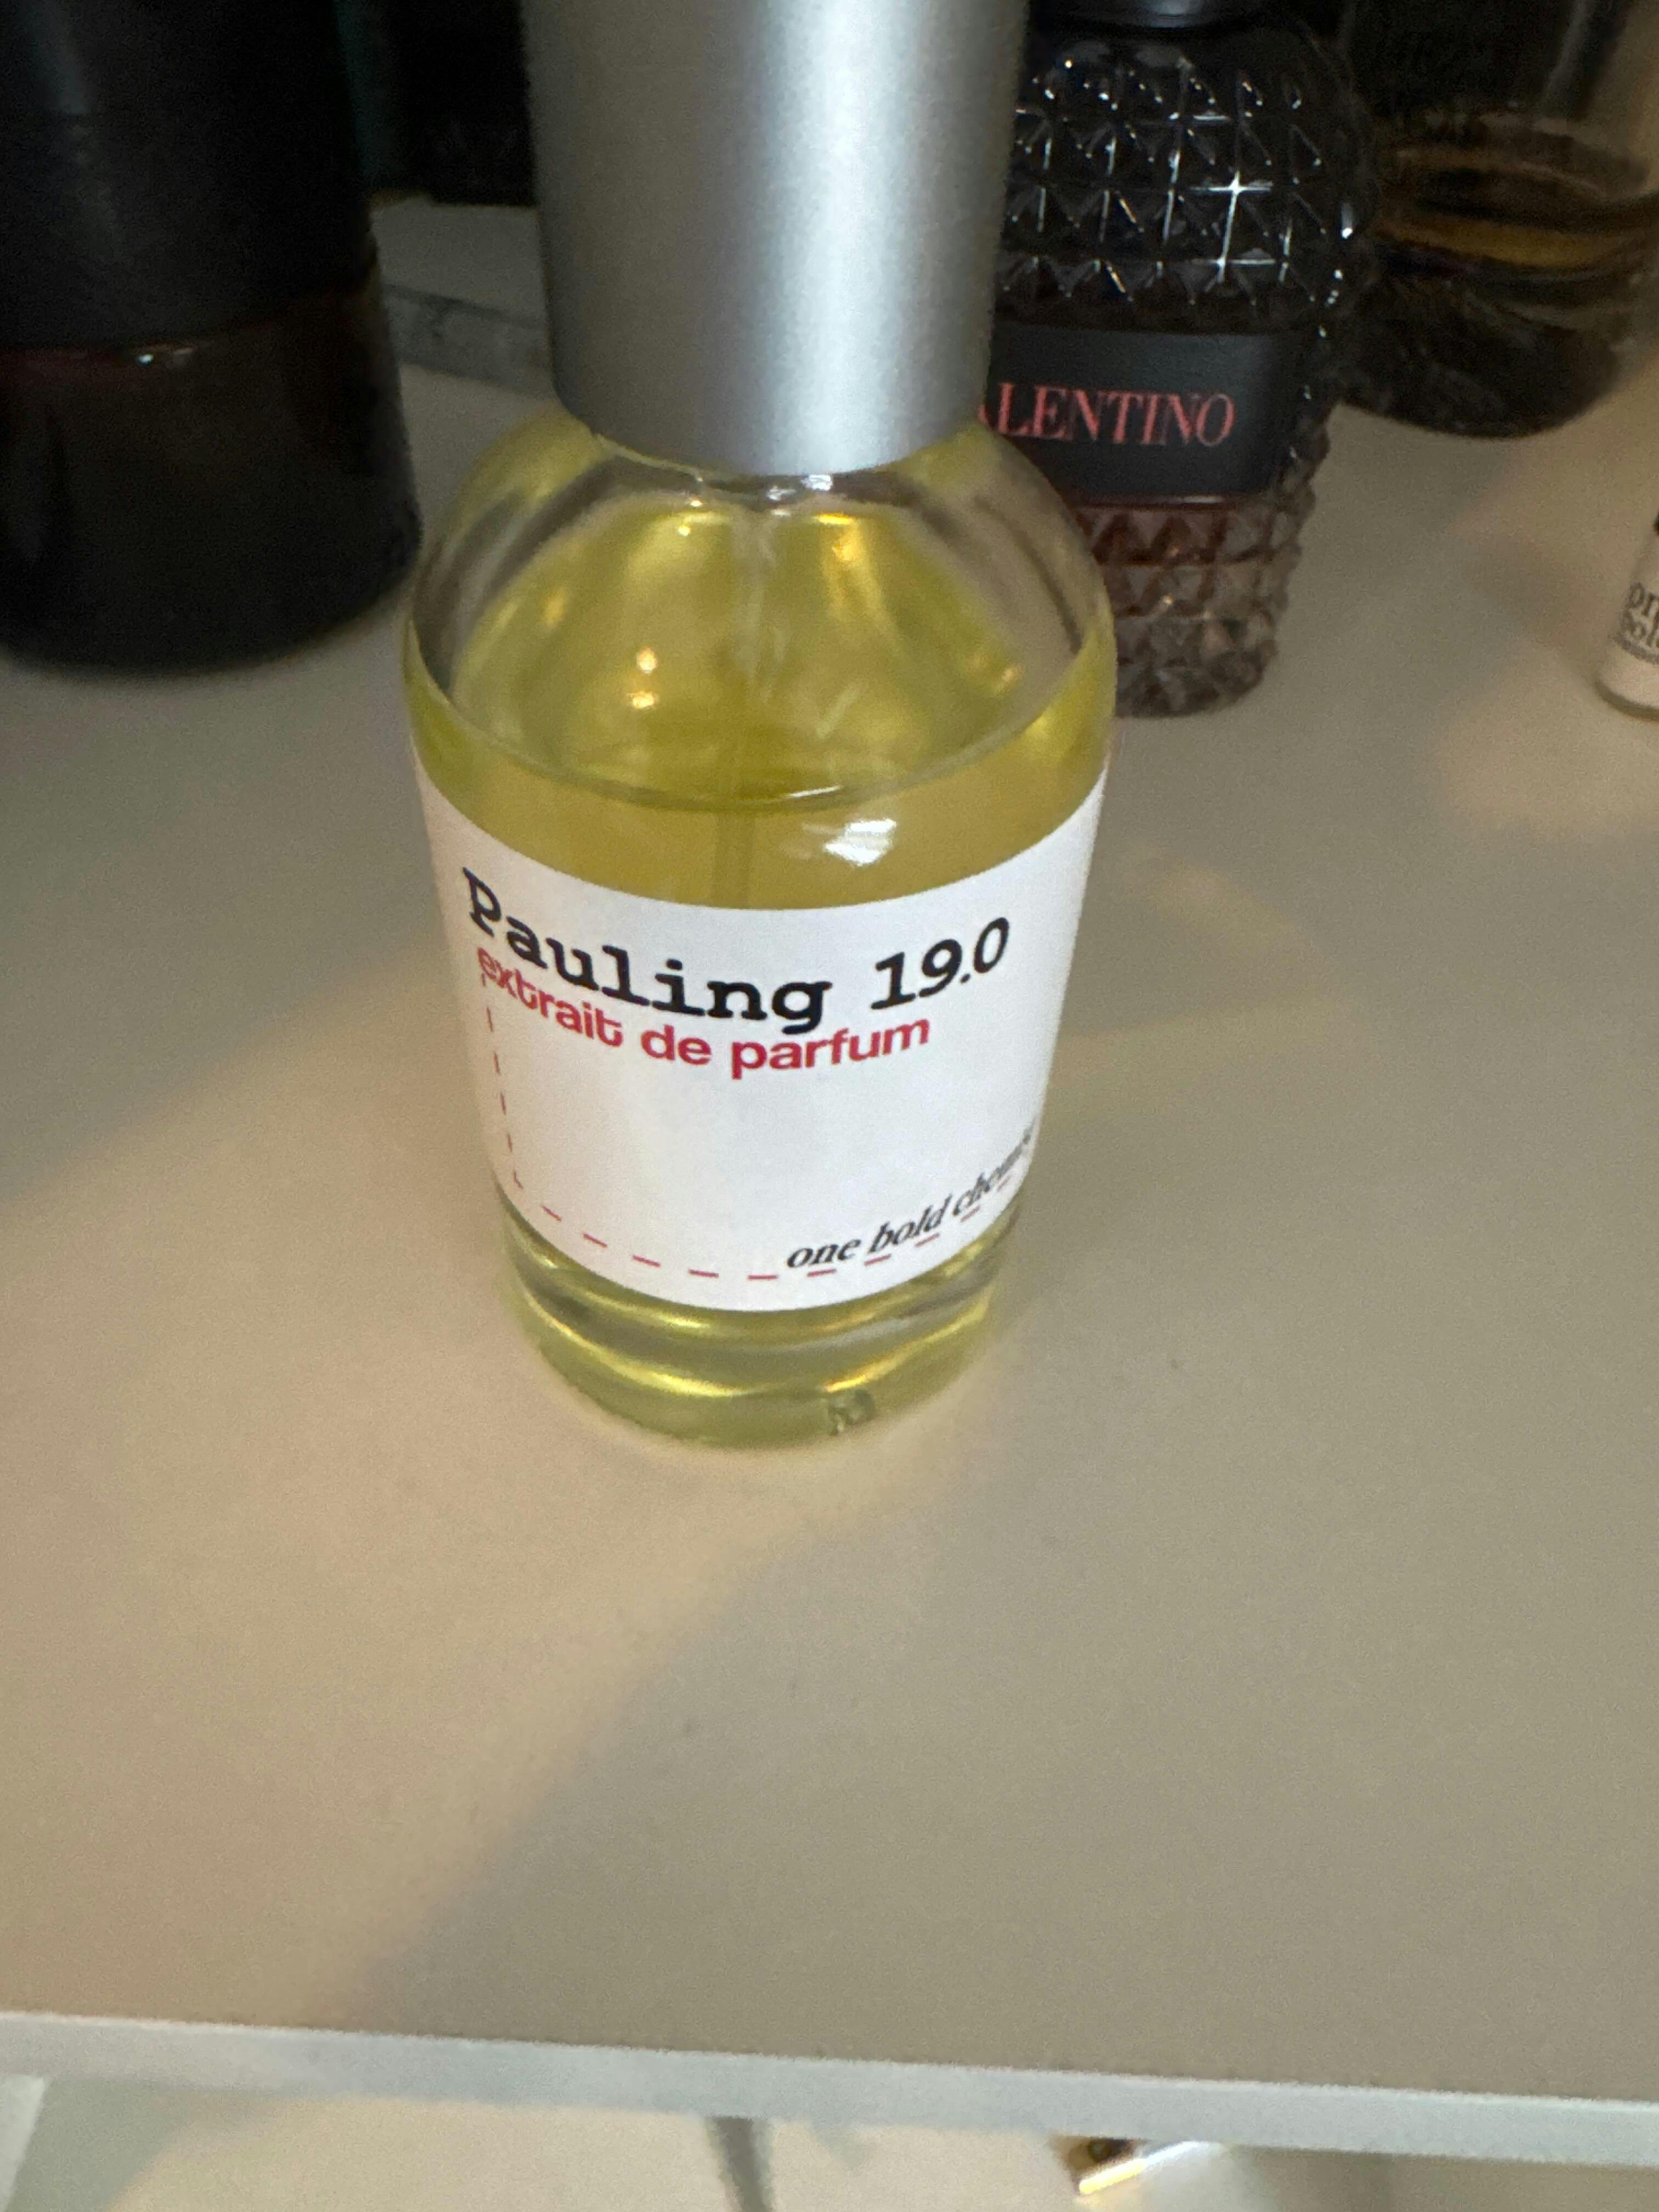 ALENTINO
Pauling 19.0
extrait de parfum
one bold